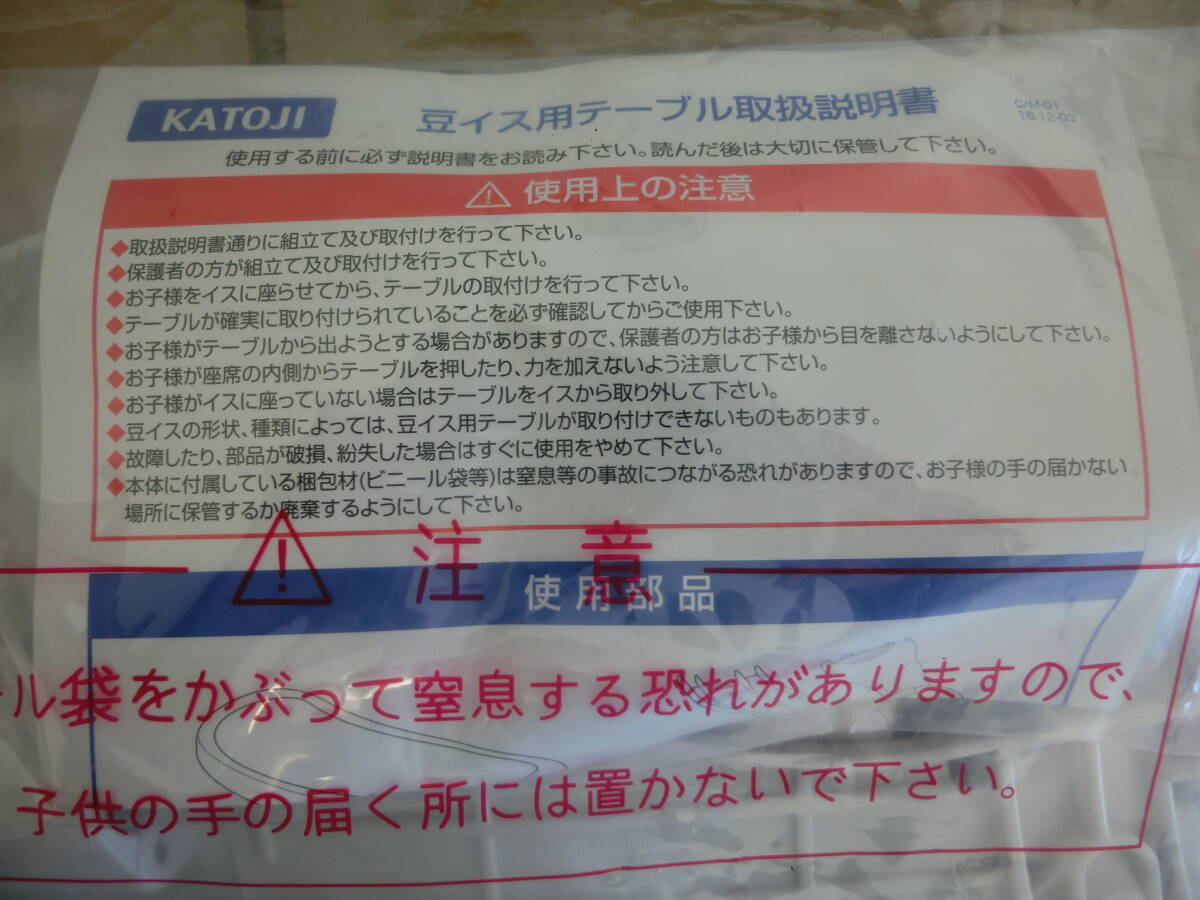 KATOJI
豆イス用テーブル取扱説明書
C/M-01
16.12-03
使用する前に必ず説明書をお読み下さい。読んだ後は大切に保管して下さい。
⚠ 使用上の注意
◆取扱説明書通りに組立て及び取付けを行って下さい。
◆保護者の方が組立て及び取付けを行って下さい。
◆お子様をイスに座らせてから、テーブルの取付けを行って下さい。
◆テーブルが確実に取り付けられていることを必ず確認してからご使用下さい。
◆お子様がテーブルから出ようとする場合がありますので、保護者の方はお子様から目を離さないようにして下さい。
◆お子様が座席の内側からテーブルを押したり、力を加えないよう注意して下さい。
◆お子様がイスに座っていない場合はテーブルをイスから取り外して下さい。
◆豆イスの形状、種類によっては、豆イス用テーブルが取り付けできないものもあります。
◆故障したり、部品が破損、紛失した場合はすぐに使用をやめて下さい。
◆本体に付属している梱包材(ビニール袋等)は窒息等の事故につながる恐れがありますので、お子様の手の届かない
場所に保管するか廃棄するようにして下さい。
⚠ 注意
使用部品
ル袋をかぶって窒息する恐れがありますので、
子供の手の届く所には置かないで下さい。